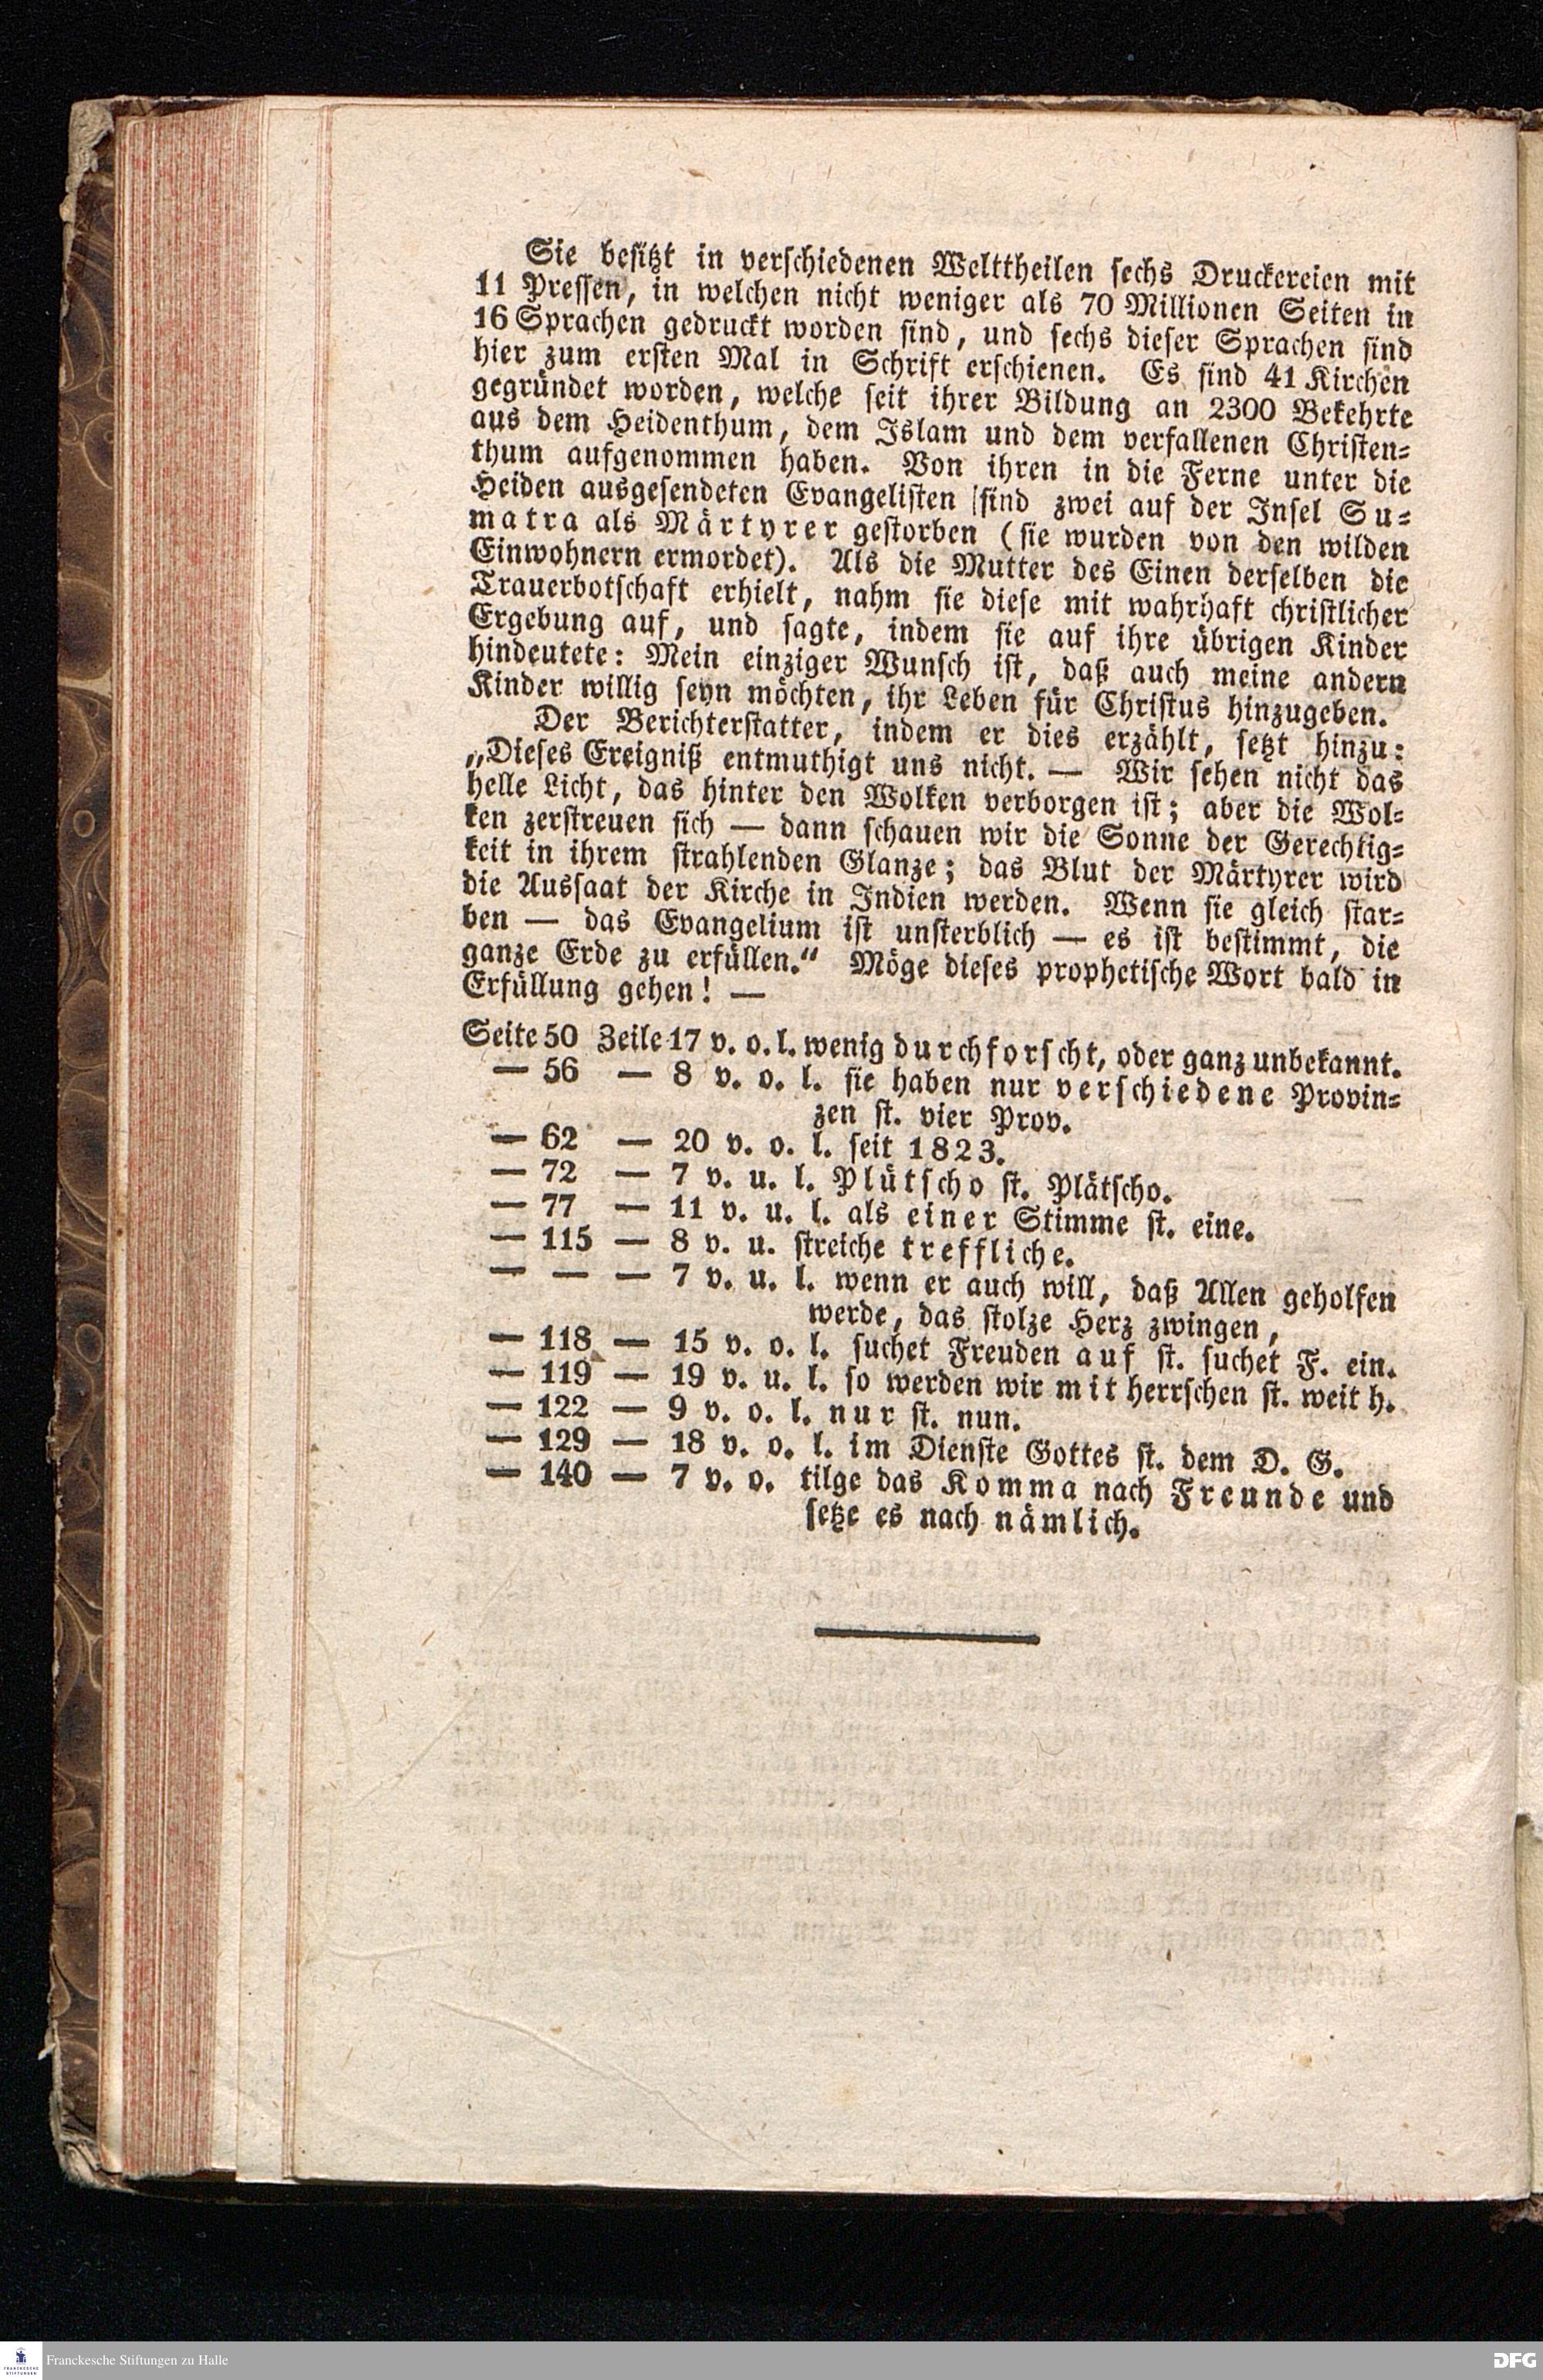 Sie besitzt in verschiedenen Welttheilen sechs Druckereien mit
11 Pressen, in welchen nicht weniger als 70 Millionen Seiten in
16 Sprachen gedruckt worden sind, und sechs dieser Sprachen sind
hier zum ersten Mal in Schrift erschienen. Es sind 41 Kirchen
gegründet worden, welche seit ihrer Bildung an 2300 Bekehrte
aus dem Heidenthum, dem Islam und dem verfallenen Christen-
thum aufgenommen haben. Von ihren in die Ferne unter die
Heiden ausgesendeten Evangelisten sind zwei auf der Insel Su-
matra als Märtyrer gestorben (sie wurden von den wilden
Einwohnern ermordet). Als die Mutter des Einen derselben die
Trauerbotschaft erhielt, nahm sie diese mit wahrhaft christlicher
Ergebung auf, und sagte, indem sie auf ihre übrigen Kinder
hindeutete: Mein einziger Wunsch ist, daß auch meine andern
Kinder willig seyn möchten, ihr Leben für Christus hinzugeben.
Der Berichterstatter, indem er dies erzählt, setzt hinzu:
„Dieses Ereigniß entmuthigt uns nicht. — Wir sehen nicht das
helle Licht, das hinter den Wolken verborgen ist; aber die Wol-
ken zerstreuen sich — dann schauen wir die Sonne der Gerechtig-
keit in ihrem strahlenden Glanze; das Blut der Märtyrer wird
die Aussaat der Kirche in Indien werden. Wenn sie gleich star-
ben — das Evangelium ist unsterblich — es ist bestimmt, die
ganze Erde zu erfüllen.“ Möge dieses prophetische Wort bald in
Erfüllung gehen! —
Seite 50 Zeile 17 v. o. l. wenig durchforscht, oder ganz unbekannt.
— 56 — 8 v. o. l. sie haben nur verschiedene Provin-
zen st. vier Prov.
— 62 — 20 v. o. l. seit 1823.
— 72 — 7 v. u. l. Plütscho st. Plätscho.
— 77 — 11 v. u. l. als einer Stimme st. eine.
— 115 — 8 v. u. streiche treffliche.
— — — 7 v. u. l. wenn er auch will, daß Allen geholfen
werde, das stolze Herz zwingen,
— 118 — 15 v. o. l. suchet Freuden auf st. suchet F. ein.
— 119 — 19 v. u. l. so werden wir mit herrschen st. weit h.
— 122 — 9 v. o. l. nur st. nun.
— 129 — 18 v. o. l. im Dienste Gottes st. dem D. G.
— 140 — 7 v. o. tilge das Komma nach Freunde und
setze es nach nämlich.
FRANCKESCHE STIFTUNGEN
Franckesche Stiftungen zu Halle
DFG